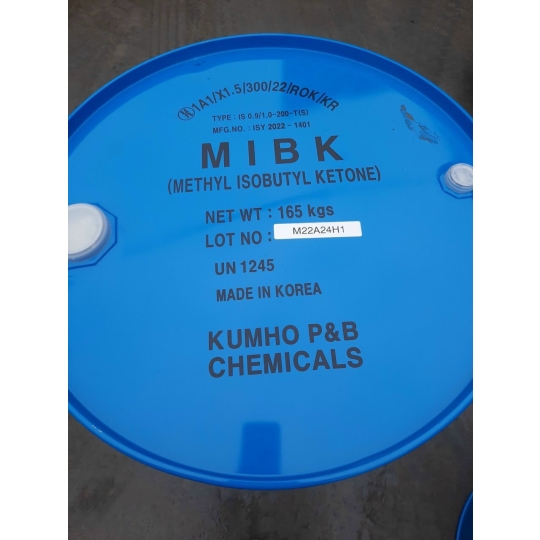 1A1/X1.5/300/22/ROK/KR
TYPE : IS 0.9/1.0-200-T(S)
MFG.NO. : ISY 2022 - 1401
MIBK
(METHYL ISOBUTYL KETONE)
NET WT : 165 kgs
LOT NO : M22A24H1
UN 1245
MADE IN KOREA
KUMHO P&B
CHEMICALS